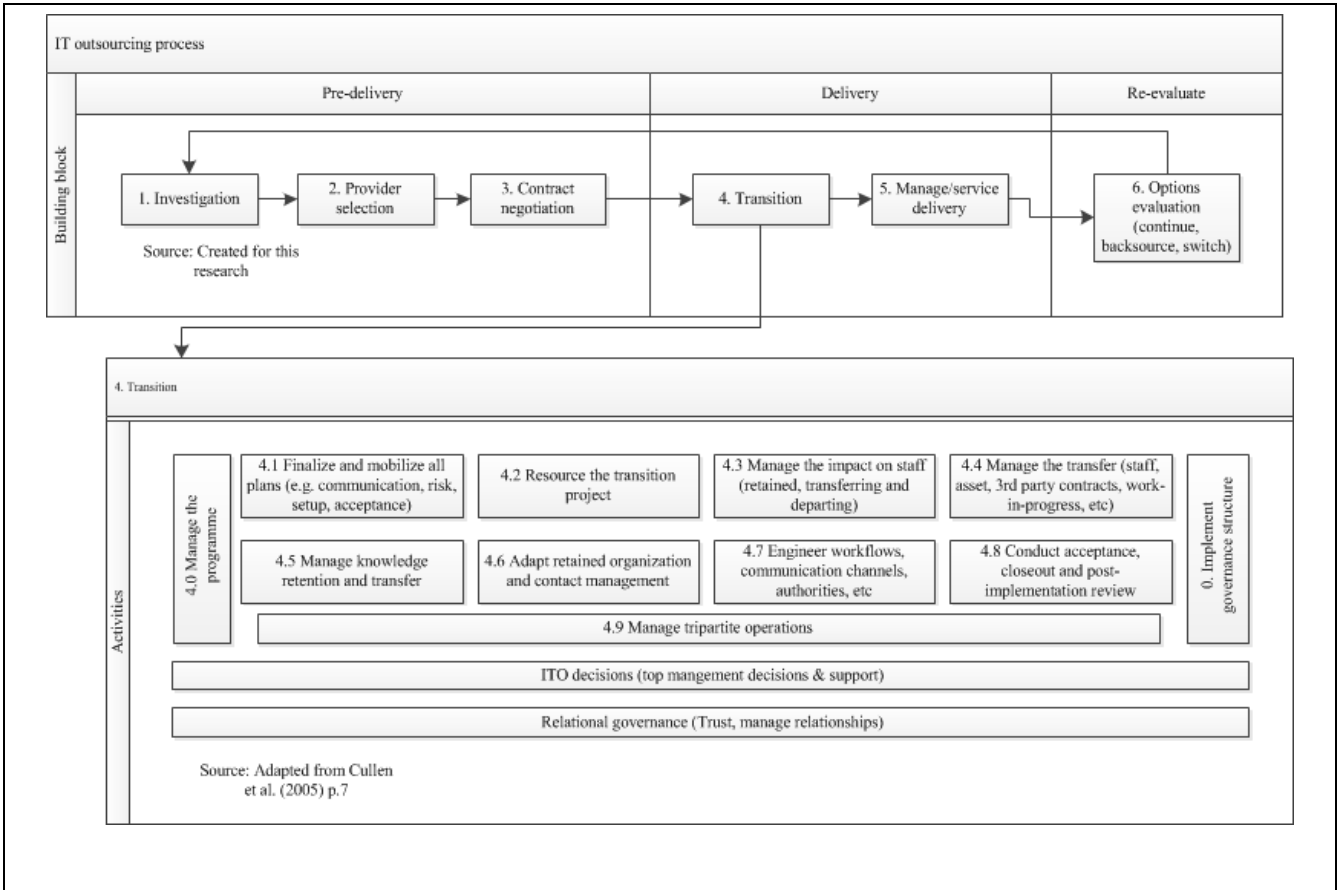 IT outsourcing process
Building block
Pre-delivery
Delivery
Re-evaluate
1. Investigation
2. Provider
selection
3. Contract
negotiation
4. Transition
5. Manage/service
delivery
6. Options
evaluation
(continue,
backsource, switch)
Source: Created for this
research
4. Transition
Activities
4.0 Manage the
programme
4.1 Finalize and mobilize all
plans (e.g. communication, risk,
setup, acceptance)
4.2 Resource the transition
project
4.3 Manage the impact on staff
(retained, transferring and
departing)
4.4 Manage the transfer (staff,
asset, 3rd party contracts, work-
in-progress, etc)
4.5 Manage knowledge
retention and transfer
4.6 Adapt retained organization
and contact management
4.7 Engineer workflows,
communication channels,
authorities, etc
4.8 Conduct acceptance,
closeout and post-
implementation review
0. Implement
governance structure
4.9 Manage tripartite operations
ITO decisions (top mangement decisions & support)
Relational governance (Trust, manage relationships)
Source: Adapted from Cullen
et al. (2005) p.7